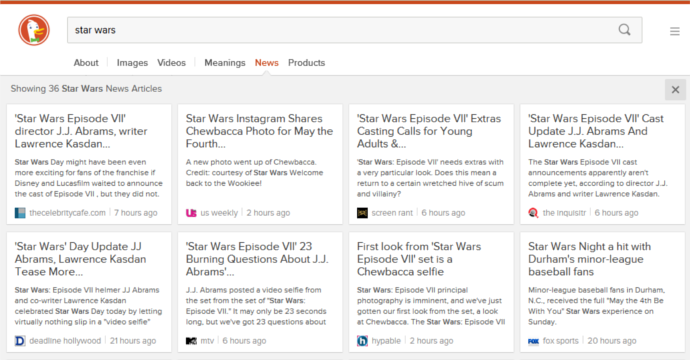 star wars
About Images Videos Meanings News Products
Showing 36 Star Wars News Articles
'Star Wars Episode VII'
director J.J. Abrams, writer
Lawrence Kasdan...
Star Wars Day might have been even
more exciting for fans of the franchise if
Disney and Lucasfilm waited to announce
the cast of Episode VII , but they did not.
thecelebritycafe.com 7 hours ago
Star Wars Instagram Shares
Chewbacca Photo for May the
Fourth...
A new photo went up of Chewbacca.
Credit: courtesy of Star Wars Welcome
back to the Wookiee!
Us us weekly 2 hours ago
'Star Wars Episode VII' Extras
Casting Calls for Young
Adults &...
'Star Wars: Episode VII' needs extras with
a very particular look. Does this mean a
return to a certain wretched hive of scum
and villainy?
SR screen rant 6 hours ago
'Star Wars Episode VII' Cast
Update J.J. Abrams And
Lawrence Kasdan...
The Star Wars Episode VII cast
announcements apparently aren't
complete yet, according to director J.J.
Abrams and writer Lawrence Kasdan.
the inquisitr 6 hours ago
'Star Wars' Day Update JJ
Abrams, Lawrence Kasdan
Tease More...
Star Wars: Episode VII helmer JJ Abrams
and co-writer Lawrence Kasdan
celebrated Star Wars Day today by letting
virtually nothing slip in a "video selfie"
D deadline hollywood 21 hours ago
'Star Wars Episode VII' 23
Burning Questions About J.J.
Abrams'...
J.J. Abrams posted a video selfie
from the set from the set of "Star Wars:
Episode VII." It may only be 23 seconds
long, but we've got 23 questions about
mtv 6 hours ago
First look from 'Star Wars
Episode VII' set is a
Chewbacca selfie
Star Wars: Episode VII principal
photography is imminent, and we've just
gotten our first look from the set, a
look at Chewbacca. The Star Wars: Episode VII
h hypable 2 hours ago
Star Wars Night a hit with
Durham's minor-league
baseball fans
Minor-league baseball fans in Durham,
N.C., received the full "May the 4th Be
With You" Star Wars experience on
Sunday.
FOX fox sports 20 hours ago